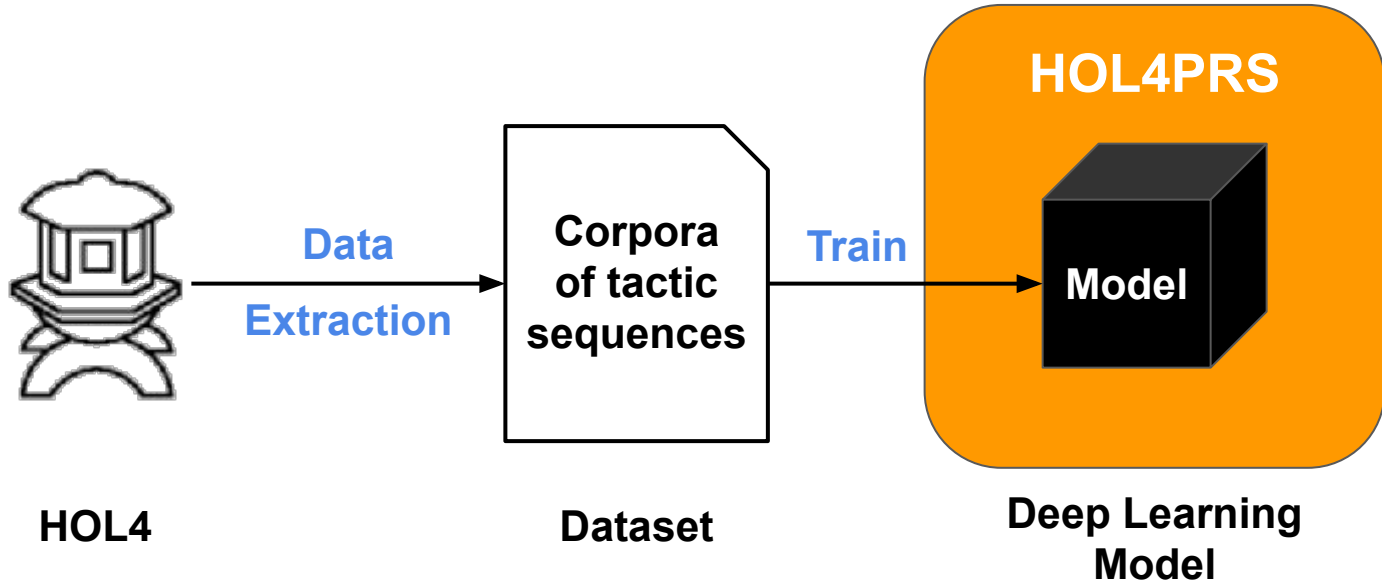 HOL4PRS
Data
Extraction
Corpora
of tactic
sequences
Train
Model
HOL4
Dataset
Deep Learning
Model